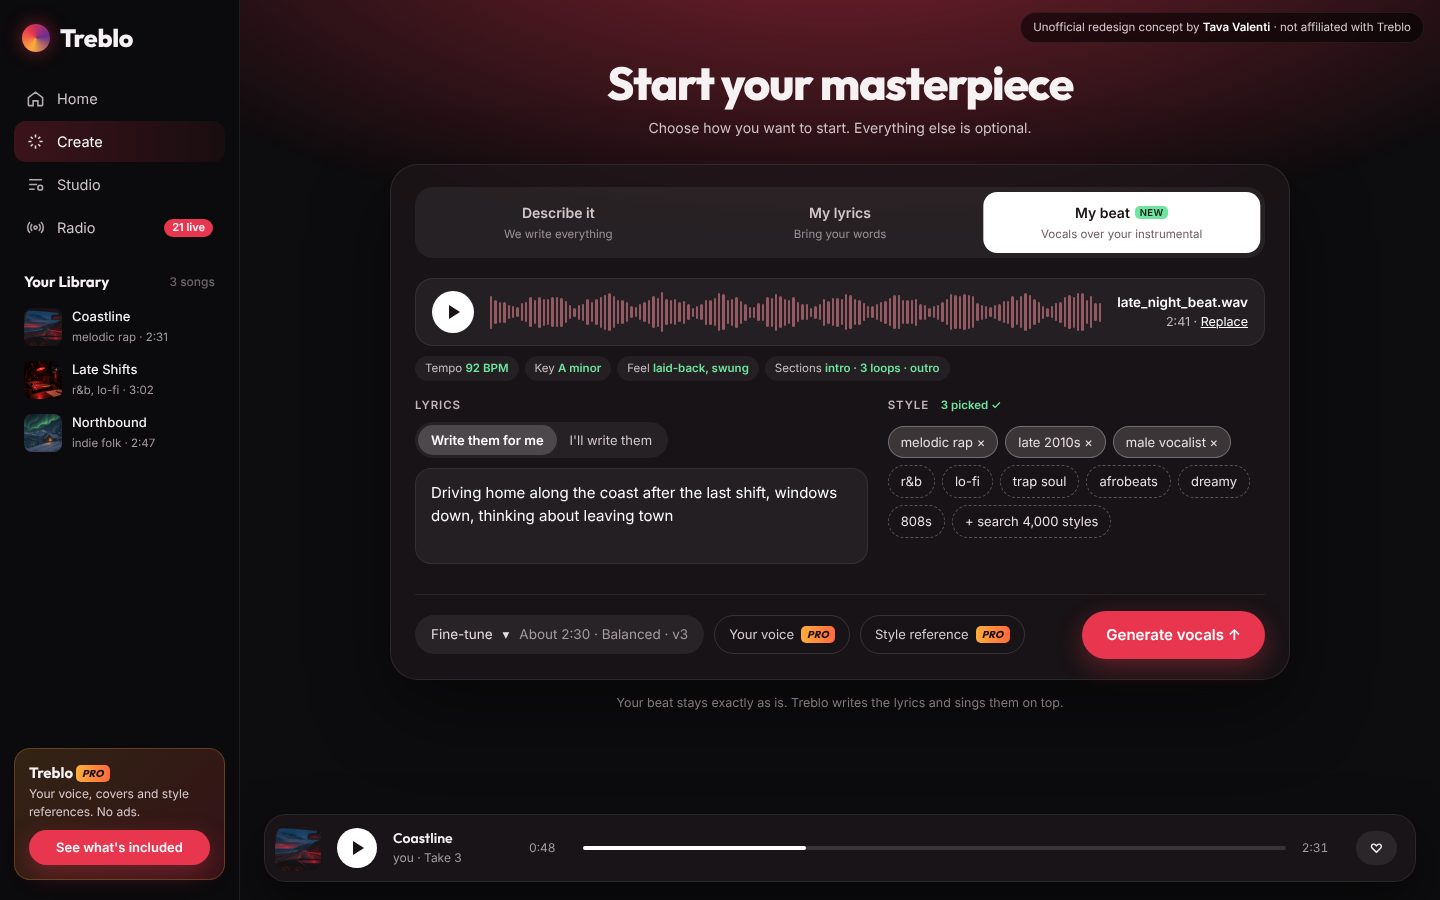 Treblo
Home
Create
Studio
Radio
21 live
Your Library
3 songs
Coastline
melodic rap · 2:31
Late Shifts
r&b, lo-fi · 3:02
Northbound
indie folk · 2:47
Treblo PRO
Your voice, covers and style
references. No ads.
See what's included
Unofficial redesign concept by Tava Valenti · not affiliated with Treblo
Start your masterpiece
Choose how you want to start. Everything else is optional.
Describe it
We write everything
My lyrics
Bring your words
My beat NEW
Vocals over your instrumental
late_night_beat.wav
2:41 · Replace
Tempo 92 BPM
Key A minor
Feel laid-back, swung
Sections intro · 3 loops · outro
LYRICS
Write them for me
I'll write them
Driving home along the coast after the last shift, windows
down, thinking about leaving town
STYLE 3 picked ✓
melodic rap ×
late 2010s ×
male vocalist ×
r&b
lo-fi
trap soul
afrobeats
dreamy
808s
+ search 4,000 styles
Fine-tune ▾ About 2:30 · Balanced · v3
Your voice PRO
Style reference PRO
Generate vocals ↑
Your beat stays exactly as is. Treblo writes the lyrics and sings them on top.
Coastline
you · Take 3
0:48
2:31